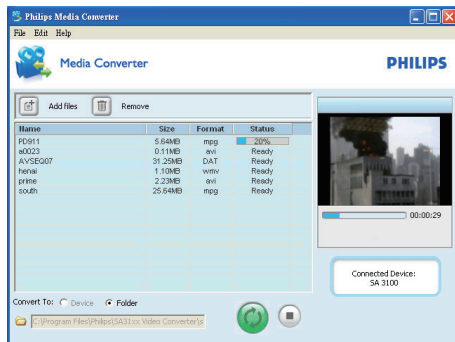 Philips Media Converter
File Edit Help
Media Converter
PHILIPS
Add files Remove
Name Size Format Status
PD911 5.64MB mpg 20%
a0023 0.11MB avi Ready
AVSEQ07 31.25MB DAT Ready
henai 1.10MB wmv Ready
prime 2.23MB avi Ready
south 25.64MB mpg Ready
00:00:29
Connected Device:
SA 3100
Convert To: Device Folder
C:\Program Files\Philips\SA31xx Video Converter\s